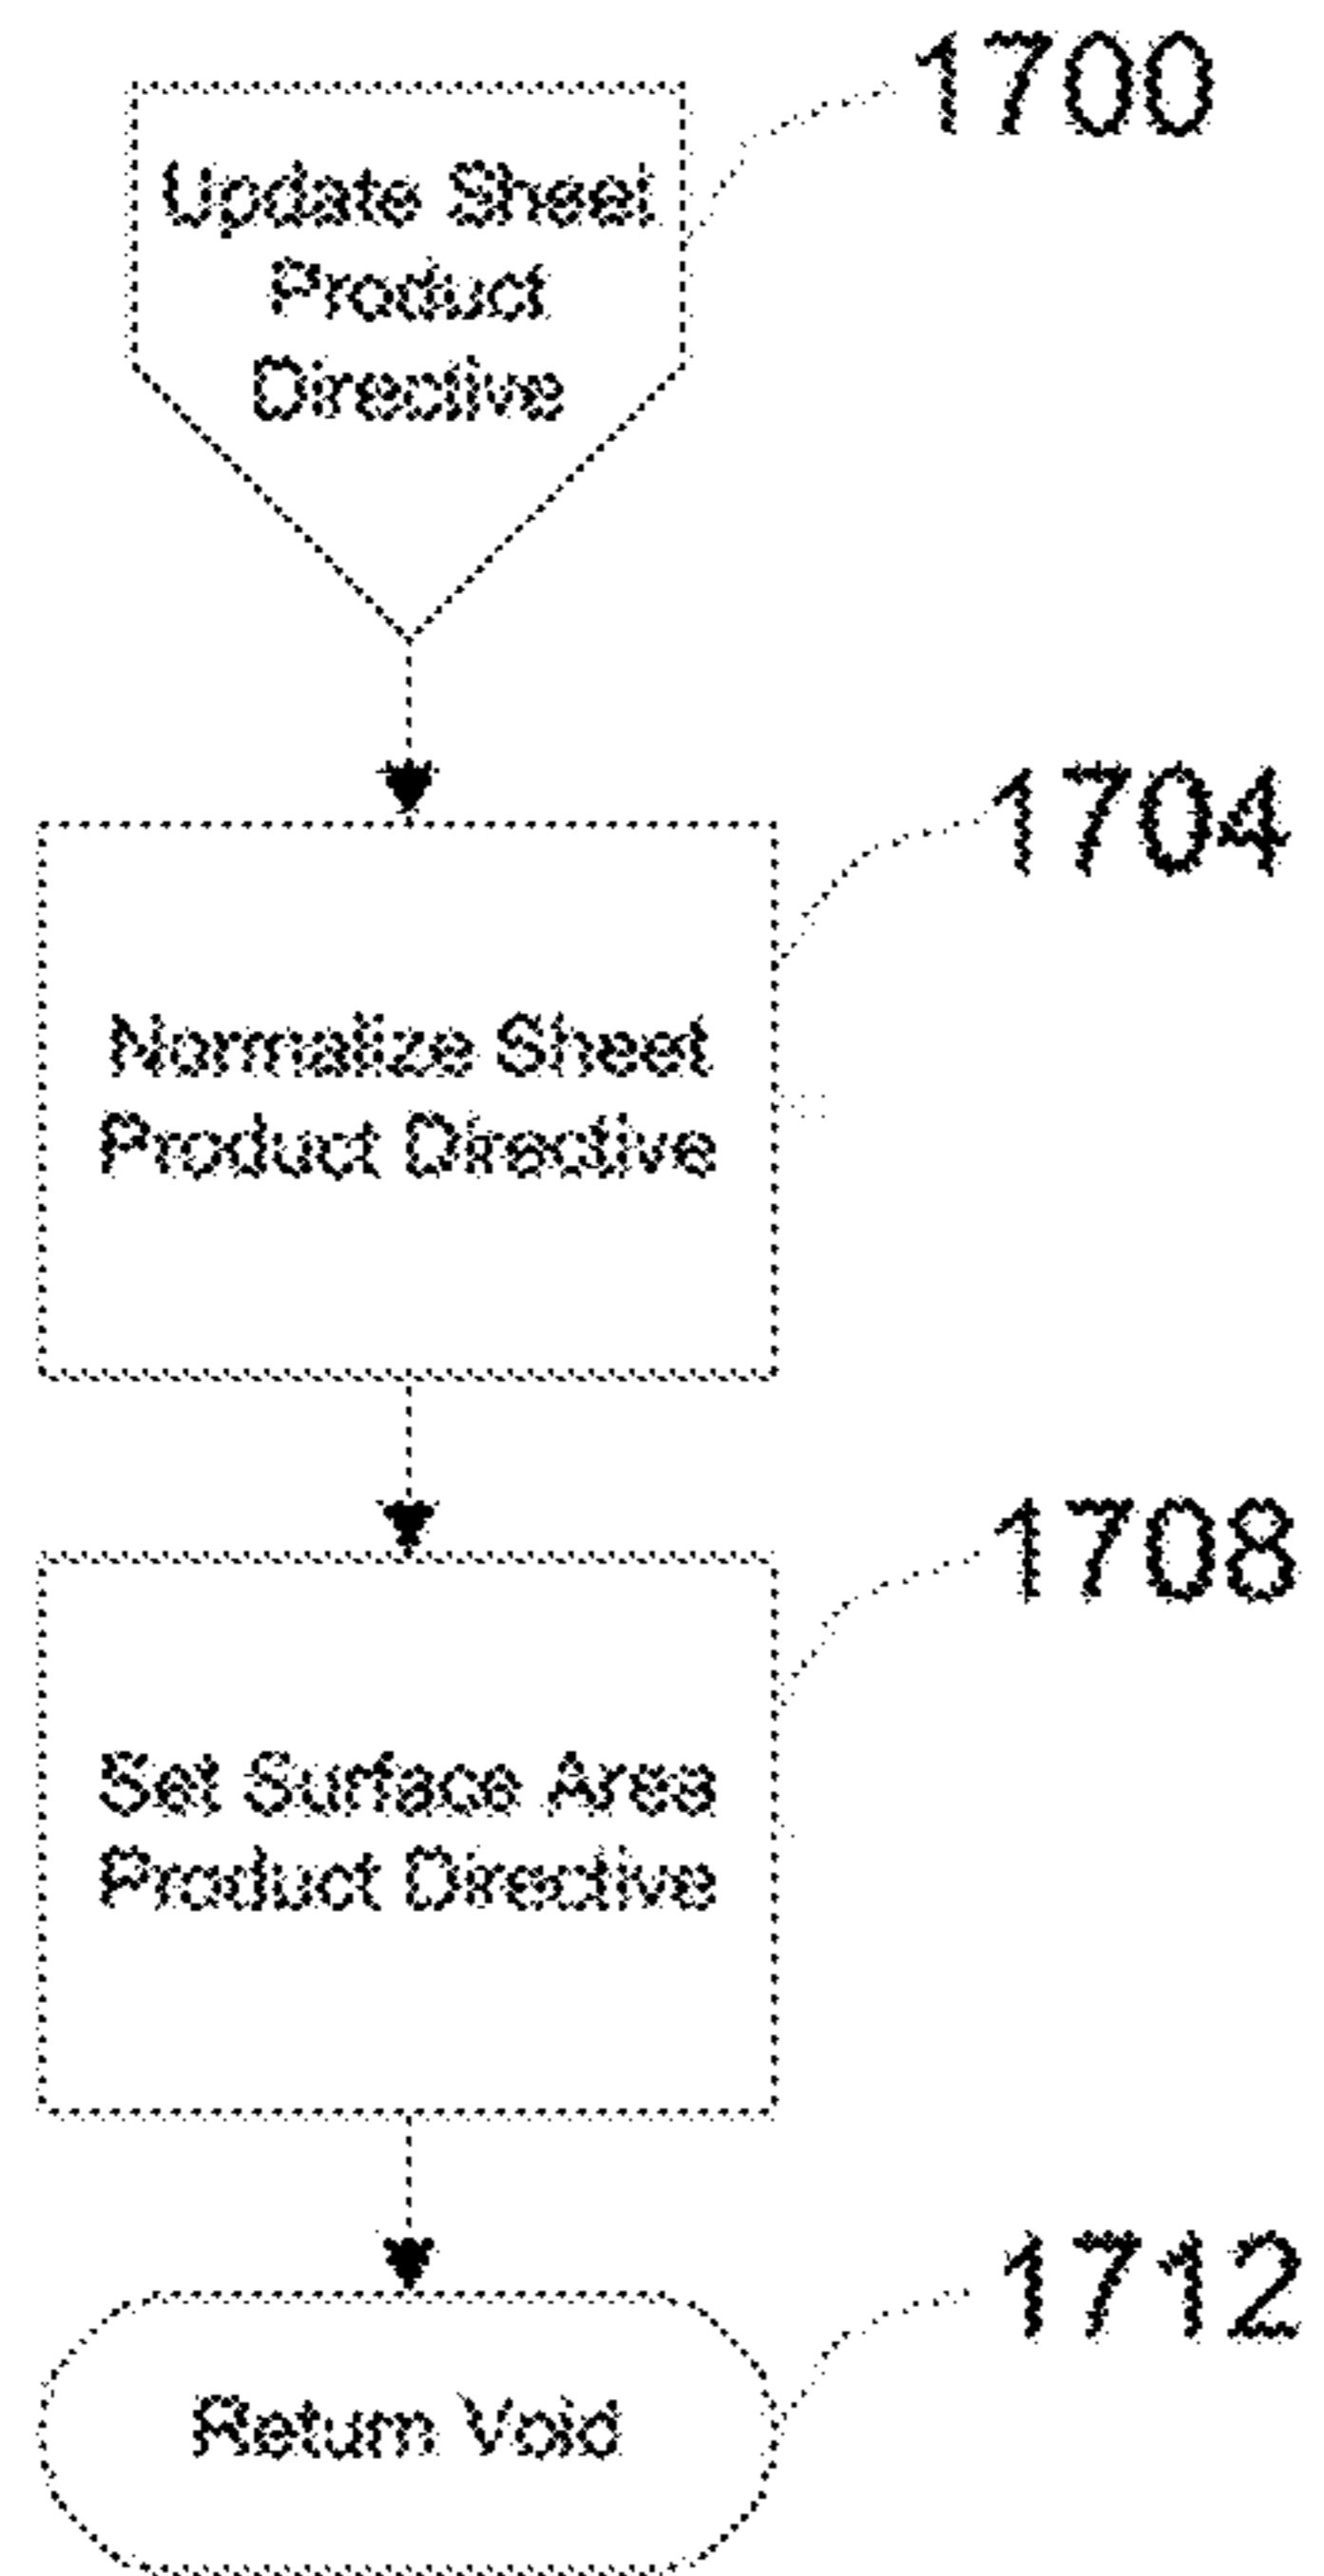 1700
Update Sheet
Product
Directive
1704
Normalize Sheet
Product Directive
1708
Set Surface Area
Product Directive
1712
Return Void